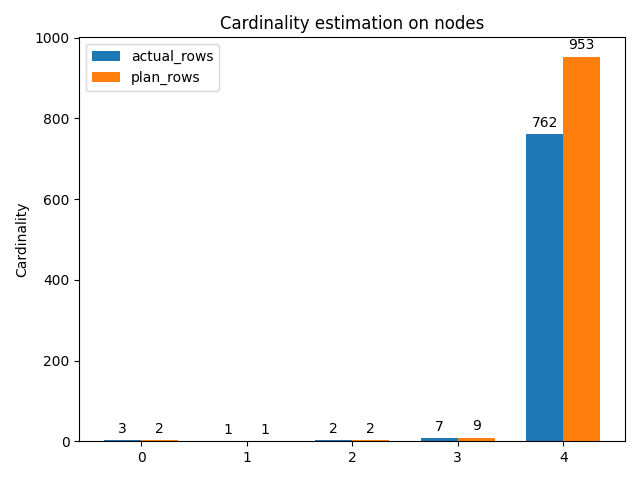 Cardinality estimation on nodes
actual_rows
plan_rows
Cardinality
1000
800
600
400
200
0
3 2 1 1 2 2 7 9 762 953
0 1 2 3 4